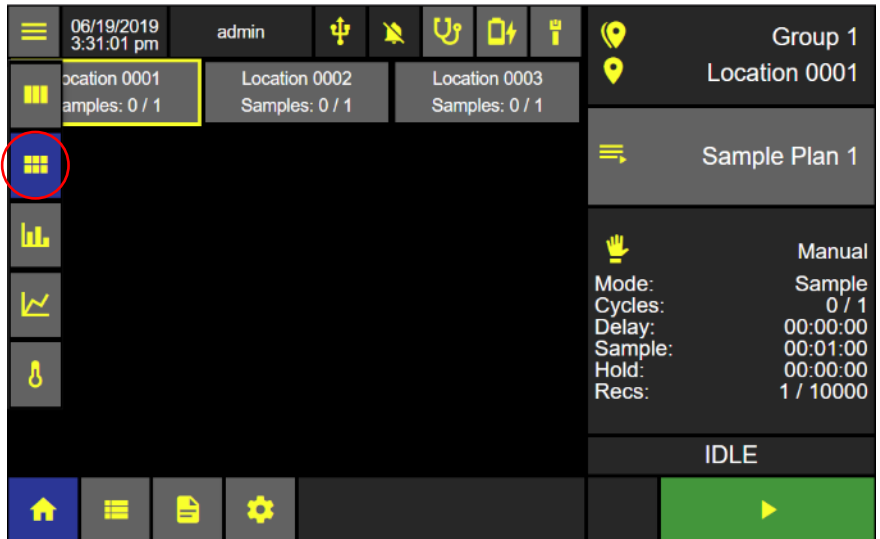 06/19/2019
3:31:01 pm
admin
Group 1
Location 0001
ocation 0001
amples: 0 / 1
Location 0002
Samples: 0 / 1
Location 0003
Samples: 0 / 1
Sample Plan 1
Manual
Mode: Sample
Cycles: 0 / 1
Delay: 00:00:00
Sample: 00:01:00
Hold: 00:00:00
Recs: 1 / 10000
IDLE